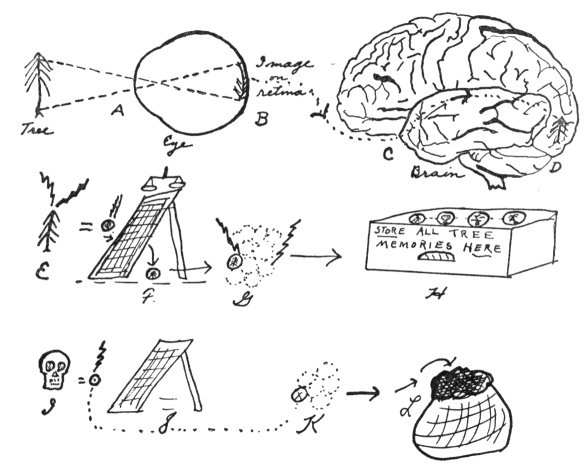 Image
on
retina
A
B
Tree
Eye
C
D
Brain
STORE ALL TREE
MEMORIES HERE
E
F
G
H
I
J
K
L